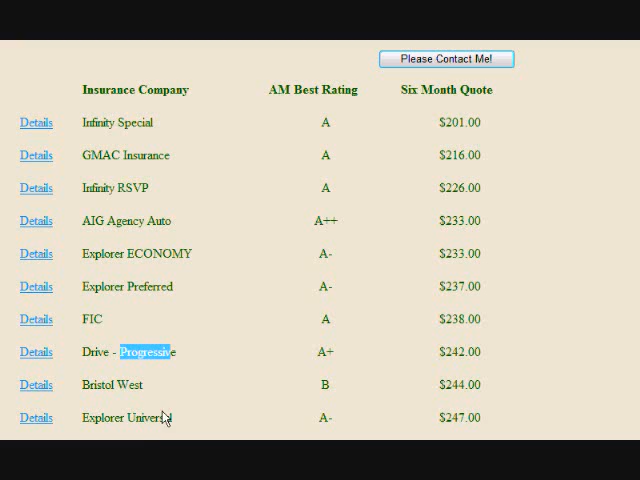 Please Contact Me!
Insurance Company AM Best Rating Six Month Quote
Details Infinity Special A $201.00
Details GMAC Insurance A $216.00
Details Infinity RSVP A $226.00
Details AIG Agency Auto A++ $233.00
Details Explorer ECONOMY A- $233.00
Details Explorer Preferred A- $237.00
Details FIC A $238.00
Details Drive - Progressive A+ $242.00
Details Bristol West B $244.00
Details Explorer Universal A- $247.00